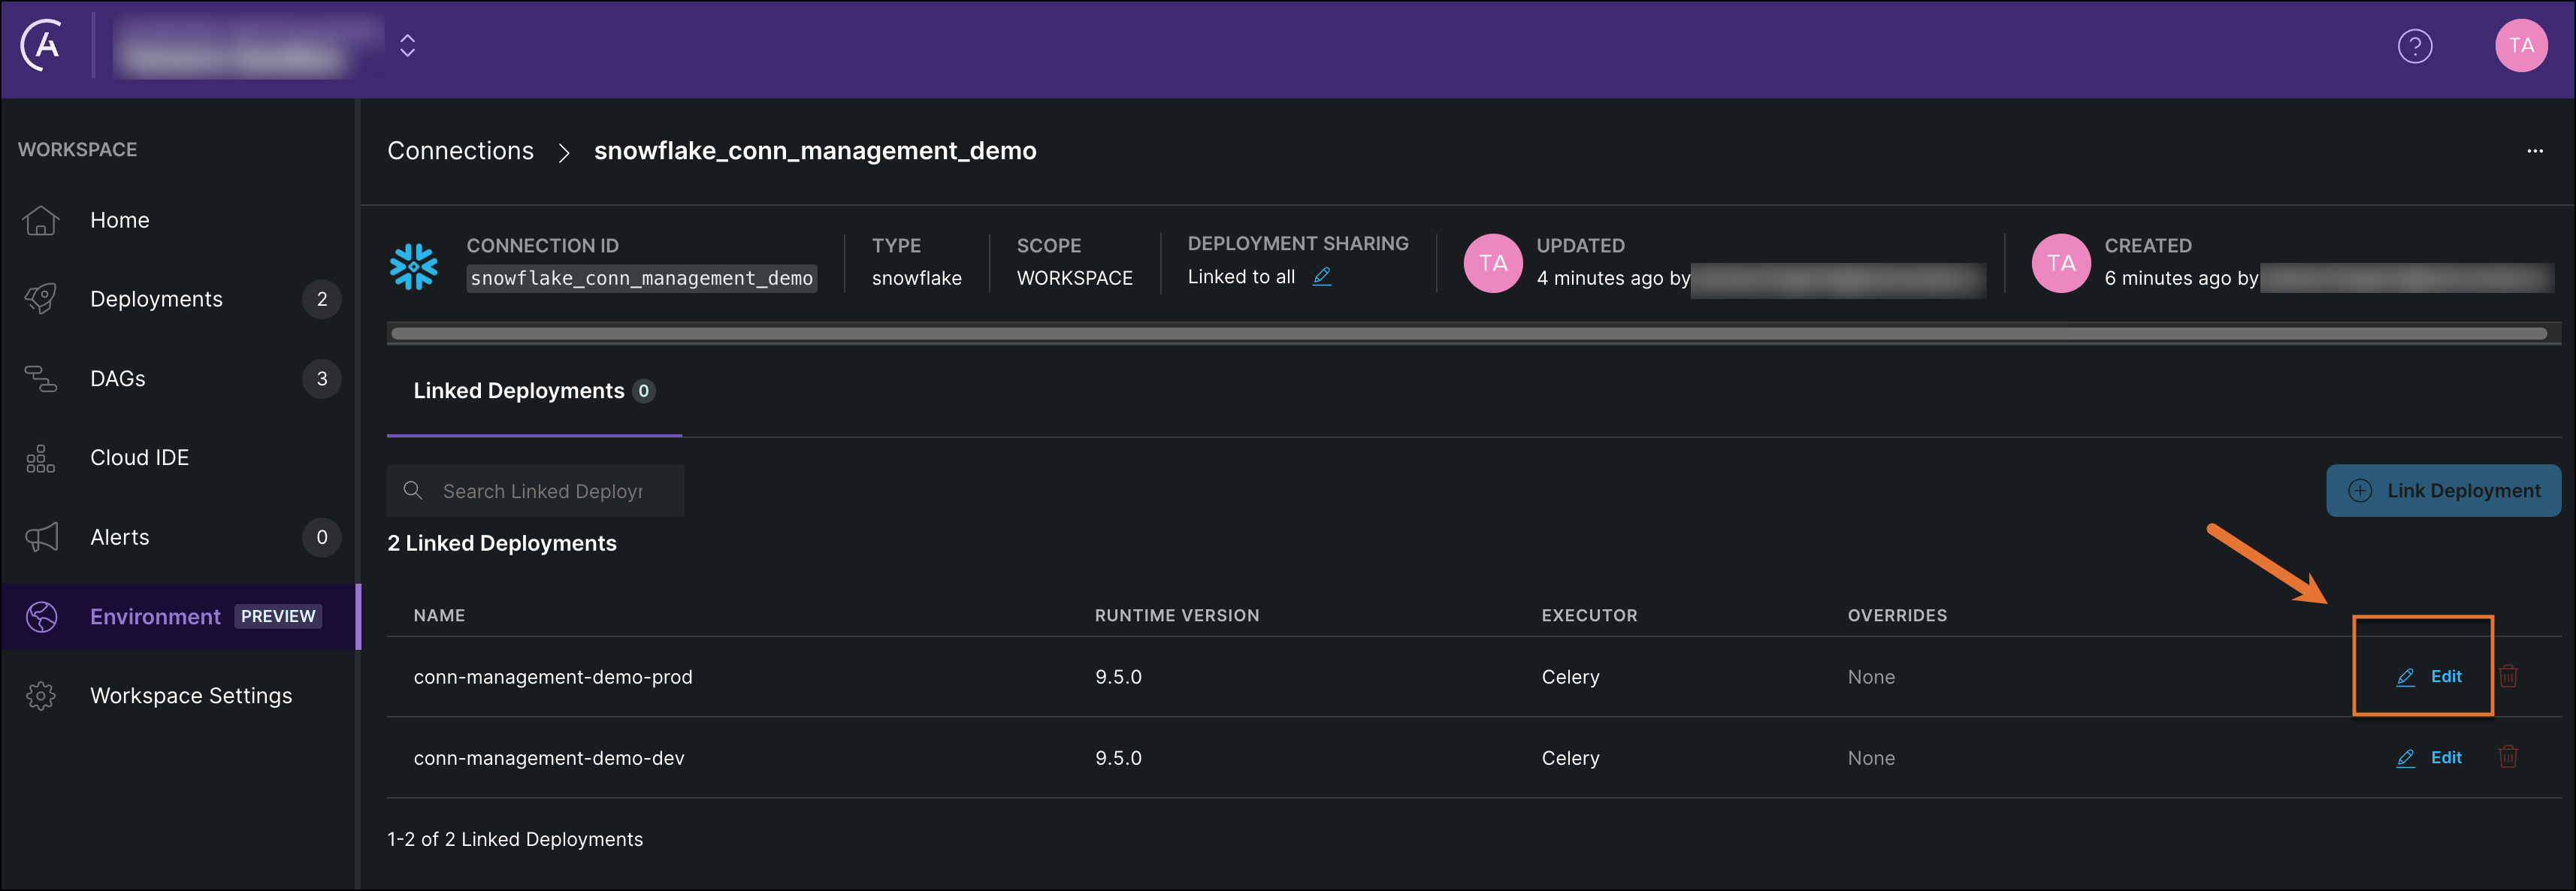 TA
WORKSPACE
Home
Deployments 2
DAGs 3
Cloud IDE
Alerts 0
Environment PREVIEW
Workspace Settings
Connections > snowflake_conn_management_demo
...
CONNECTION ID
snowflake_conn_management_demo
TYPE
snowflake
SCOPE
WORKSPACE
DEPLOYMENT SHARING
Linked to all
TA
UPDATED
4 minutes ago by
TA
CREATED
6 minutes ago by
Linked Deployments 0
Search Linked Deployr
Link Deployment
2 Linked Deployments
NAME RUNTIME VERSION EXECUTOR OVERRIDES
conn-management-demo-prod 9.5.0 Celery None Edit
conn-management-demo-dev 9.5.0 Celery None Edit
1-2 of 2 Linked Deployments